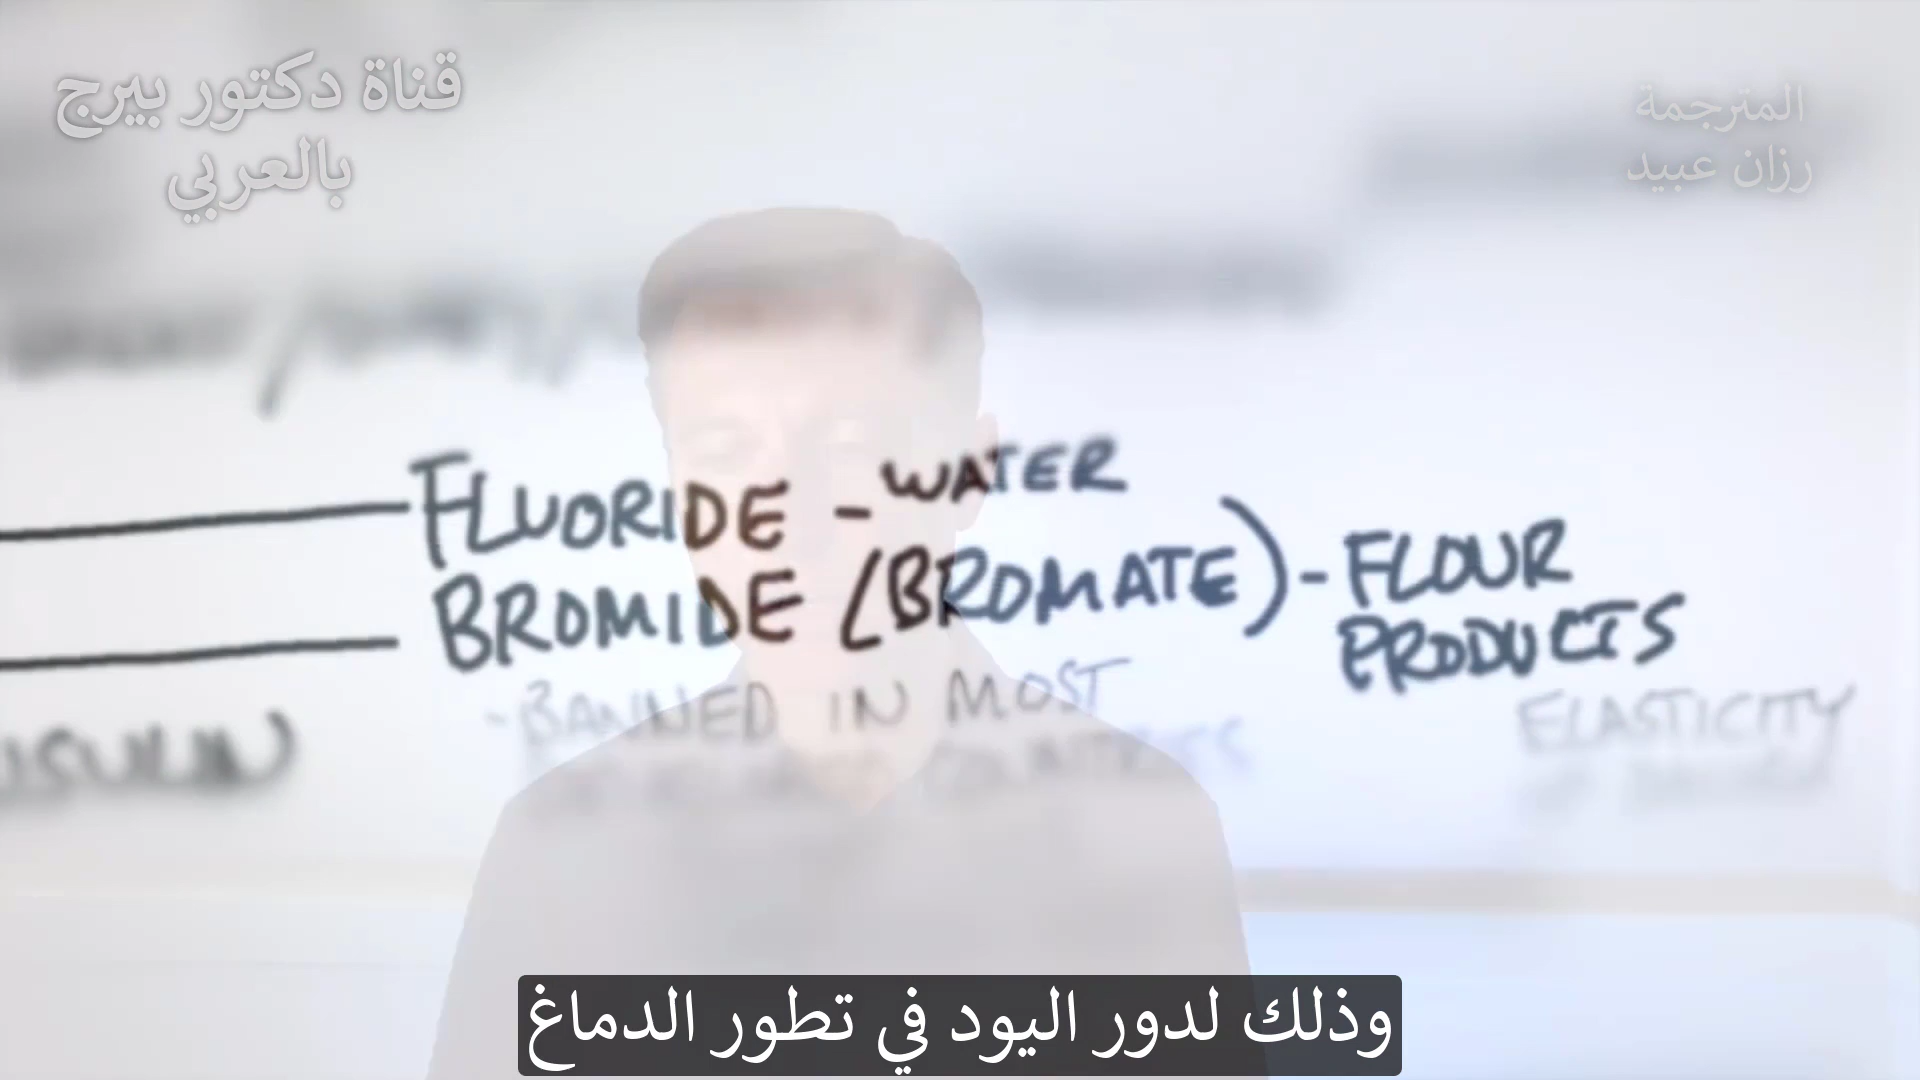 قناة دكتور بيرج
بالعربي
المترجمة
رزان عبيد
FLUORIDE - WATER
BROMIDE (BROMATE) - FLOUR
PRODUCTS
- BANNED IN MOST
COUNTRIES
ELASTICITY
وذلك لدور اليود في تطور الدماغ